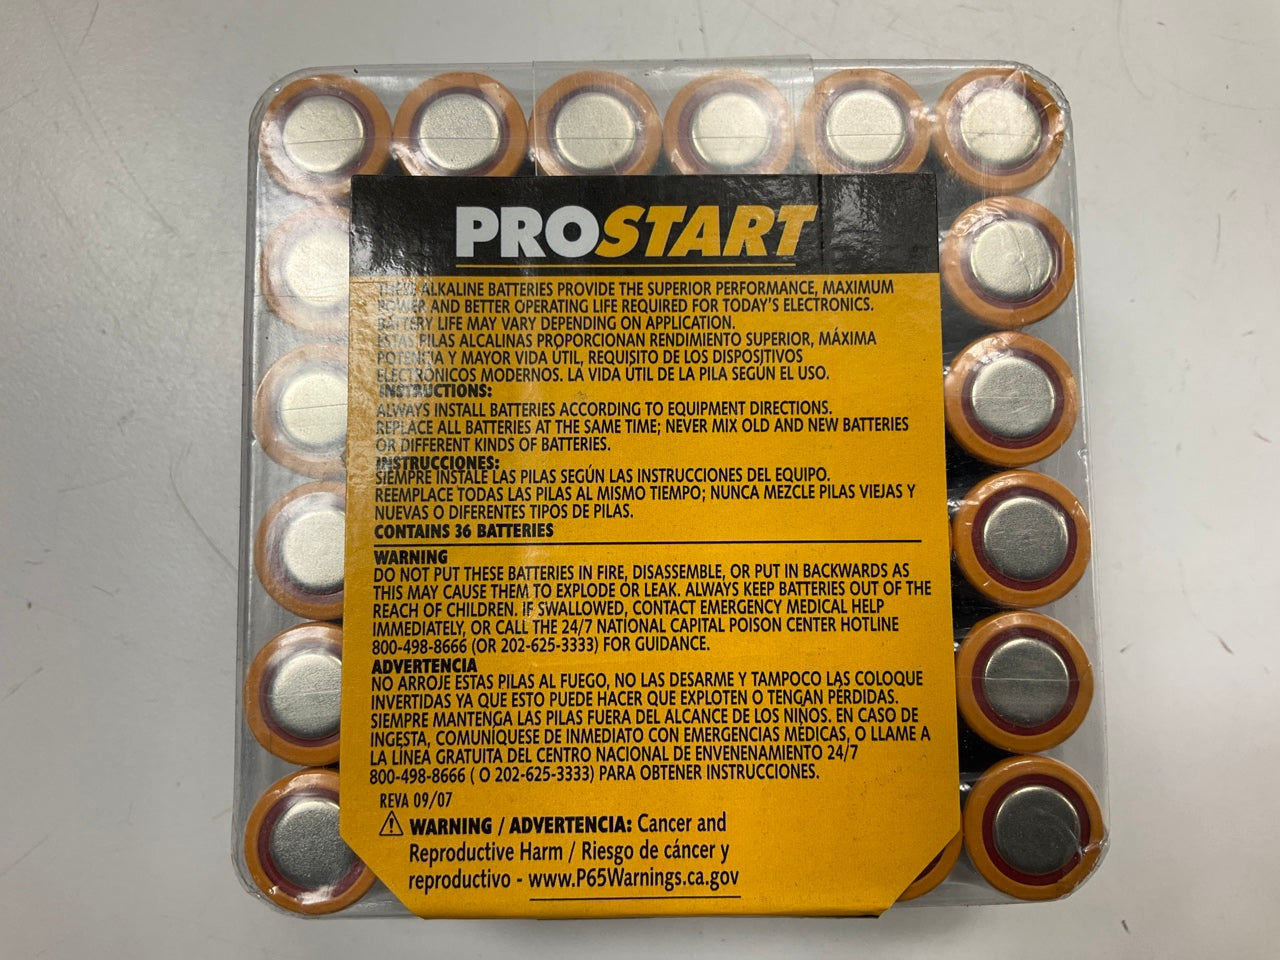 PROSTART
THESE ALKALINE BATTERIES PROVIDE THE SUPERIOR PERFORMANCE, MAXIMUM
POWER AND BETTER OPERATING LIFE REQUIRED FOR TODAY'S ELECTRONICS.
BATTERY LIFE MAY VARY DEPENDING ON APPLICATION.
ESTAS PILAS ALCALINAS PROPORCIONAN RENDIMIENTO SUPERIOR, MÁXIMA
POTENCIA Y MAYOR VIDA ÚTIL, REQUISITO DE LOS DISPOSITIVOS
ELECTRÓNICOS MODERNOS. LA VIDA ÚTIL DE LA PILA SEGÚN EL USO.
INSTRUCTIONS:
ALWAYS INSTALL BATTERIES ACCORDING TO EQUIPMENT DIRECTIONS.
REPLACE ALL BATTERIES AT THE SAME TIME; NEVER MIX OLD AND NEW BATTERIES
OR DIFFERENT KINDS OF BATTERIES.
INSTRUCCIONES:
SIEMPRE INSTALE LAS PILAS SEGÚN LAS INSTRUCCIONES DEL EQUIPO.
REEMPLACE TODAS LAS PILAS AL MISMO TIEMPO; NUNCA MEZCLE PILAS VIEJAS Y
NUEVAS O DIFERENTES TIPOS DE PILAS.
CONTAINS 36 BATTERIES
WARNING
DO NOT PUT THESE BATTERIES IN FIRE, DISASSEMBLE, OR PUT IN BACKWARDS AS
THIS MAY CAUSE THEM TO EXPLODE OR LEAK. ALWAYS KEEP BATTERIES OUT OF THE
REACH OF CHILDREN. IF SWALLOWED, CONTACT EMERGENCY MEDICAL HELP
IMMEDIATELY, OR CALL THE 24/7 NATIONAL CAPITAL POISON CENTER HOTLINE
800-498-8666 (OR 202-625-3333) FOR GUIDANCE.
ADVERTENCIA
NO ARROJE ESTAS PILAS AL FUEGO, NO LAS DESARME Y TAMPOCO LAS COLOQUE
INVERTIDAS YA QUE ESTO PUEDE HACER QUE EXPLOTEN O TENGAN PÉRDIDAS.
SIEMPRE MANTENGA LAS PILAS FUERA DEL ALCANCE DE LOS NIÑOS. EN CASO DE
INGESTA, COMUNÍQUESE DE INMEDIATO CON EMERGENCIAS MÉDICAS, O LLAME A
LA LÍNEA GRATUITA DEL CENTRO NACIONAL DE ENVENENAMIENTO 24/7
800-498-8666 ( O 202-625-3333) PARA OBTENER INSTRUCCIONES.
REVA 09/07
WARNING / ADVERTENCIA: Cancer and
Reproductive Harm / Riesgo de cáncer y
reproductivo - www.P65Warnings.ca.gov